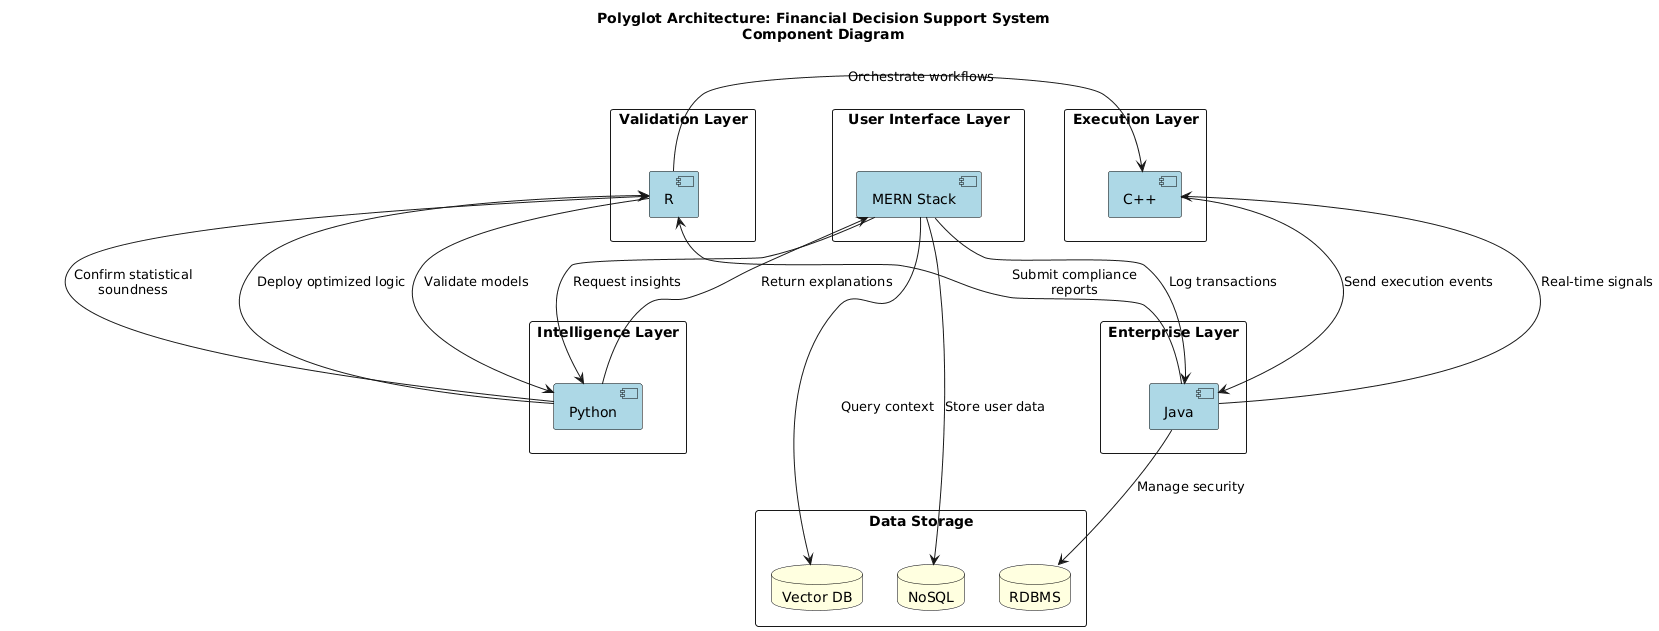 Polyglot Architecture: Financial Decision Support System
Component Diagram
Orchestrate workflows
Validation Layer
User Interface Layer
Execution Layer
R
MERN Stack
C++
Confirm statistical
soundness
Deploy optimized logic
Validate models
Request insights
Return explanations
Submit compliance
reports
Log transactions
Send execution events
Real-time signals
Intelligence Layer
Enterprise Layer
Python
Java
Query context
Store user data
Manage security
Data Storage
Vector DB
NoSQL
RDBMS